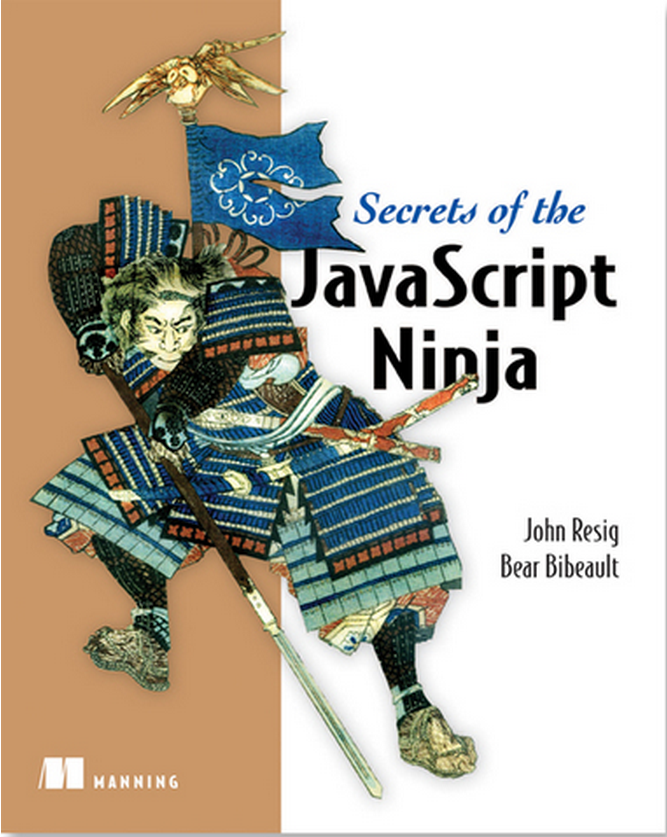 Secrets of the
JavaScript
Ninja
John Resig
Bear Bibeault
MANNING